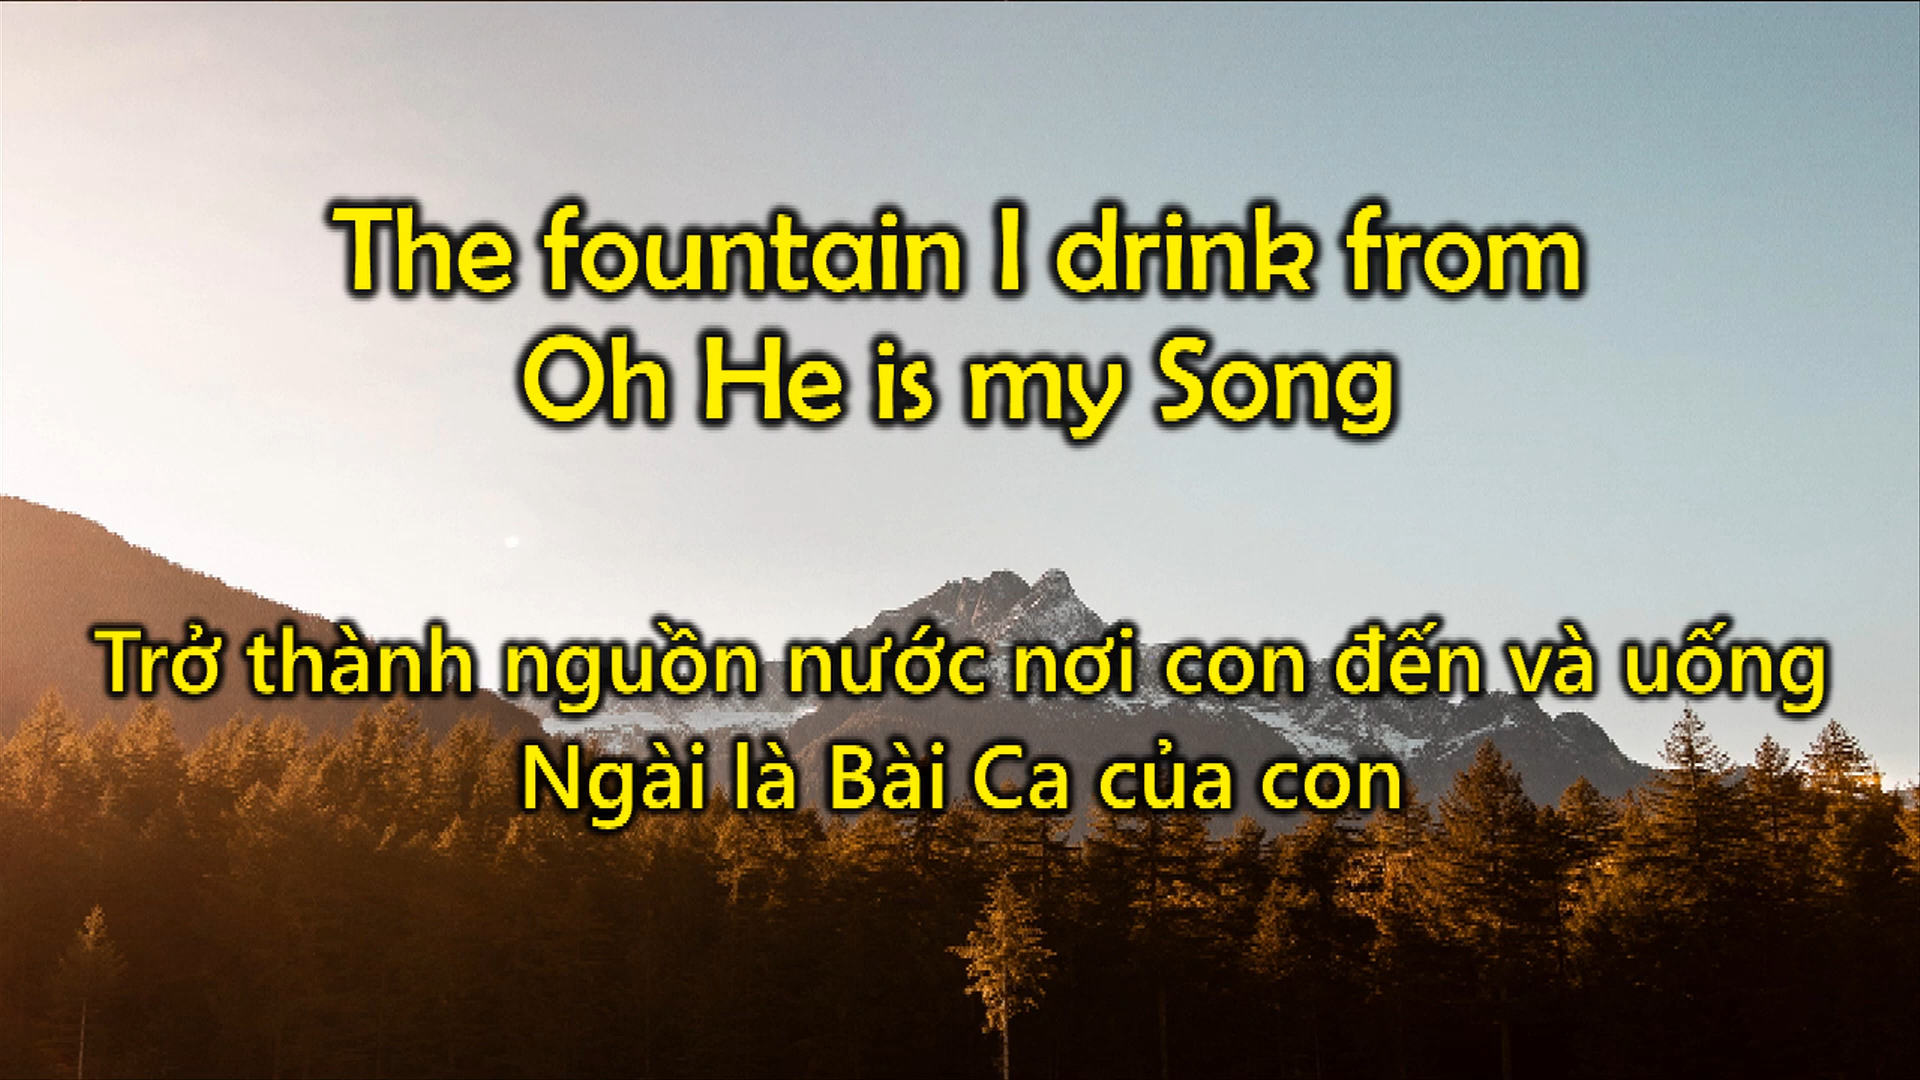 The fountain I drink from
Oh He is my Song
Trở thành nguồn nước nơi con đến và uống
Ngài là Bài Ca của con